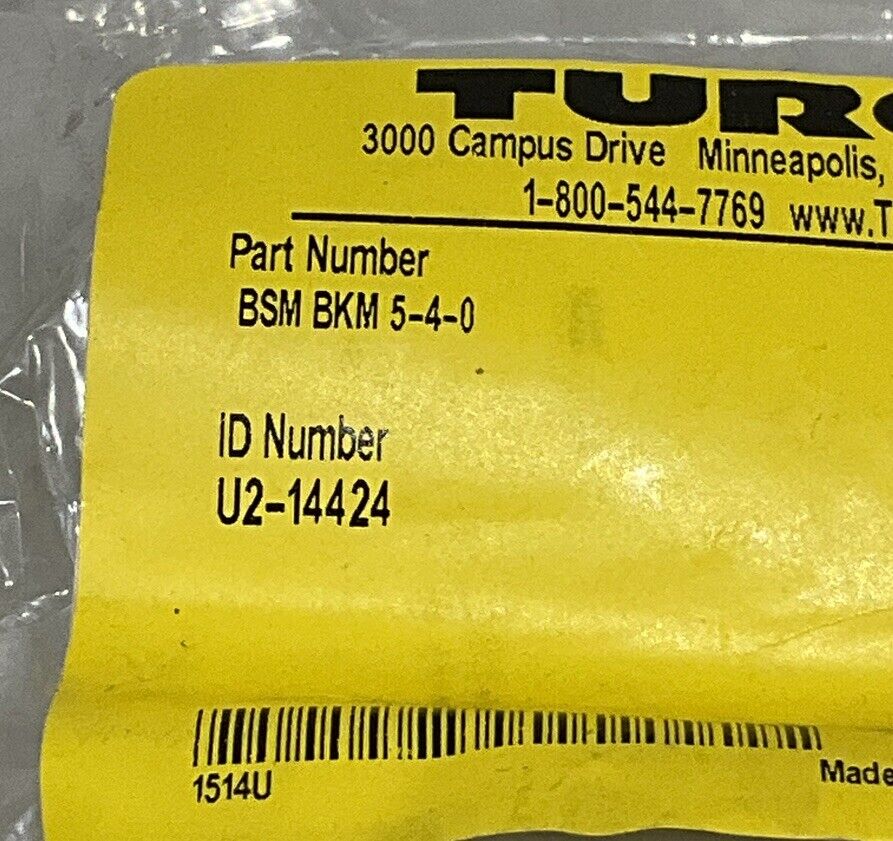 TUR
3000 Campus Drive Minneapolis,
1-800-544-7769 www.T
Part Number
BSM BKM 5-4-0
ID Number
U2-14424
1514U
Made